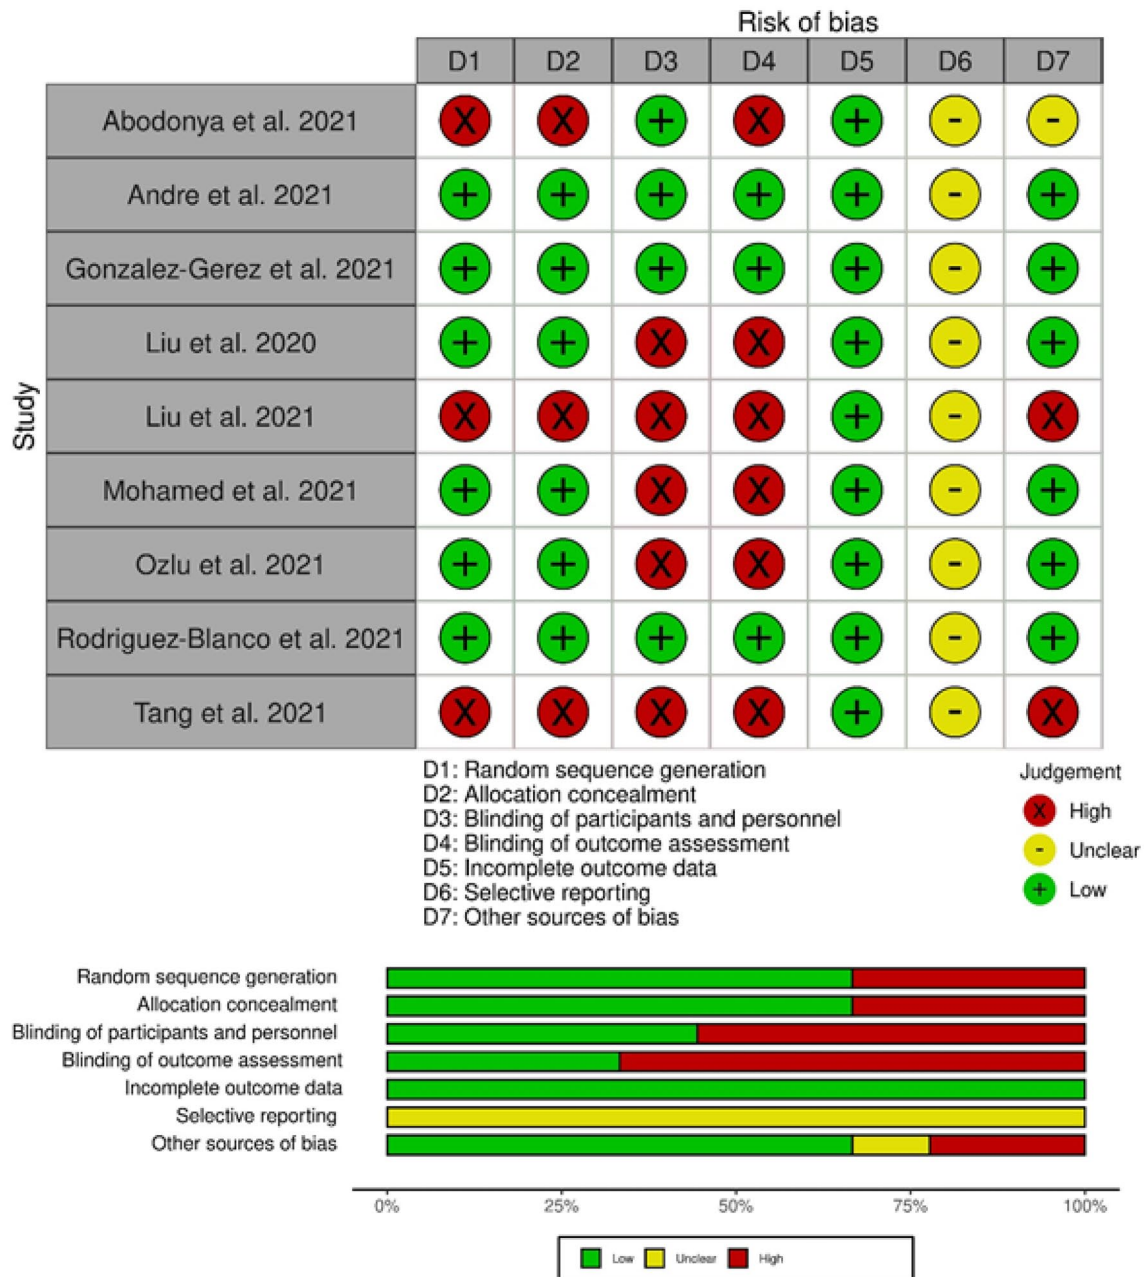 Risk of bias
D1 D2 D3 D4 D5 D6 D7
Study
Abodonya et al. 2021 X X + X + - -
Andre et al. 2021 + + + + + - +
Gonzalez-Gerez et al. 2021 + + + + + - +
Liu et al. 2020 + + X X + - +
Liu et al. 2021 X X X X + - X
Mohamed et al. 2021 + + X X + - +
Ozlu et al. 2021 + + X X + - +
Rodriguez-Blanco et al. 2021 + + + + + - +
Tang et al. 2021 X X X X + - X
D1: Random sequence generation
D2: Allocation concealment
D3: Blinding of participants and personnel
D4: Blinding of outcome assessment
D5: Incomplete outcome data
D6: Selective reporting
D7: Other sources of bias
Judgement
X High
- Unclear
+ Low
Random sequence generation
Allocation concealment
Blinding of participants and personnel
Blinding of outcome assessment
Incomplete outcome data
Selective reporting
Other sources of bias
0% 25% 50% 75% 100%
Low Unclear High